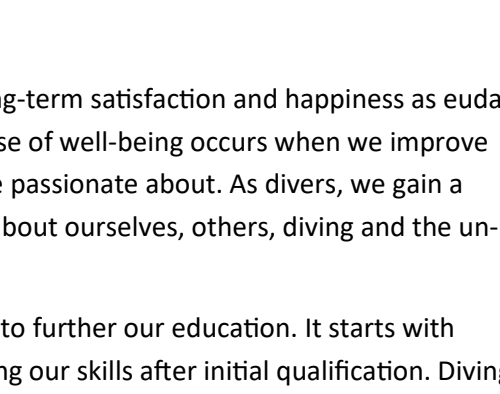 ng-term satisfaction and happiness as euda
se of well-being occurs when we improve
e passionate about. As divers, we gain a
bout ourselves, others, diving and the un-
to further our education. It starts with
ng our skills after initial qualification. Diving